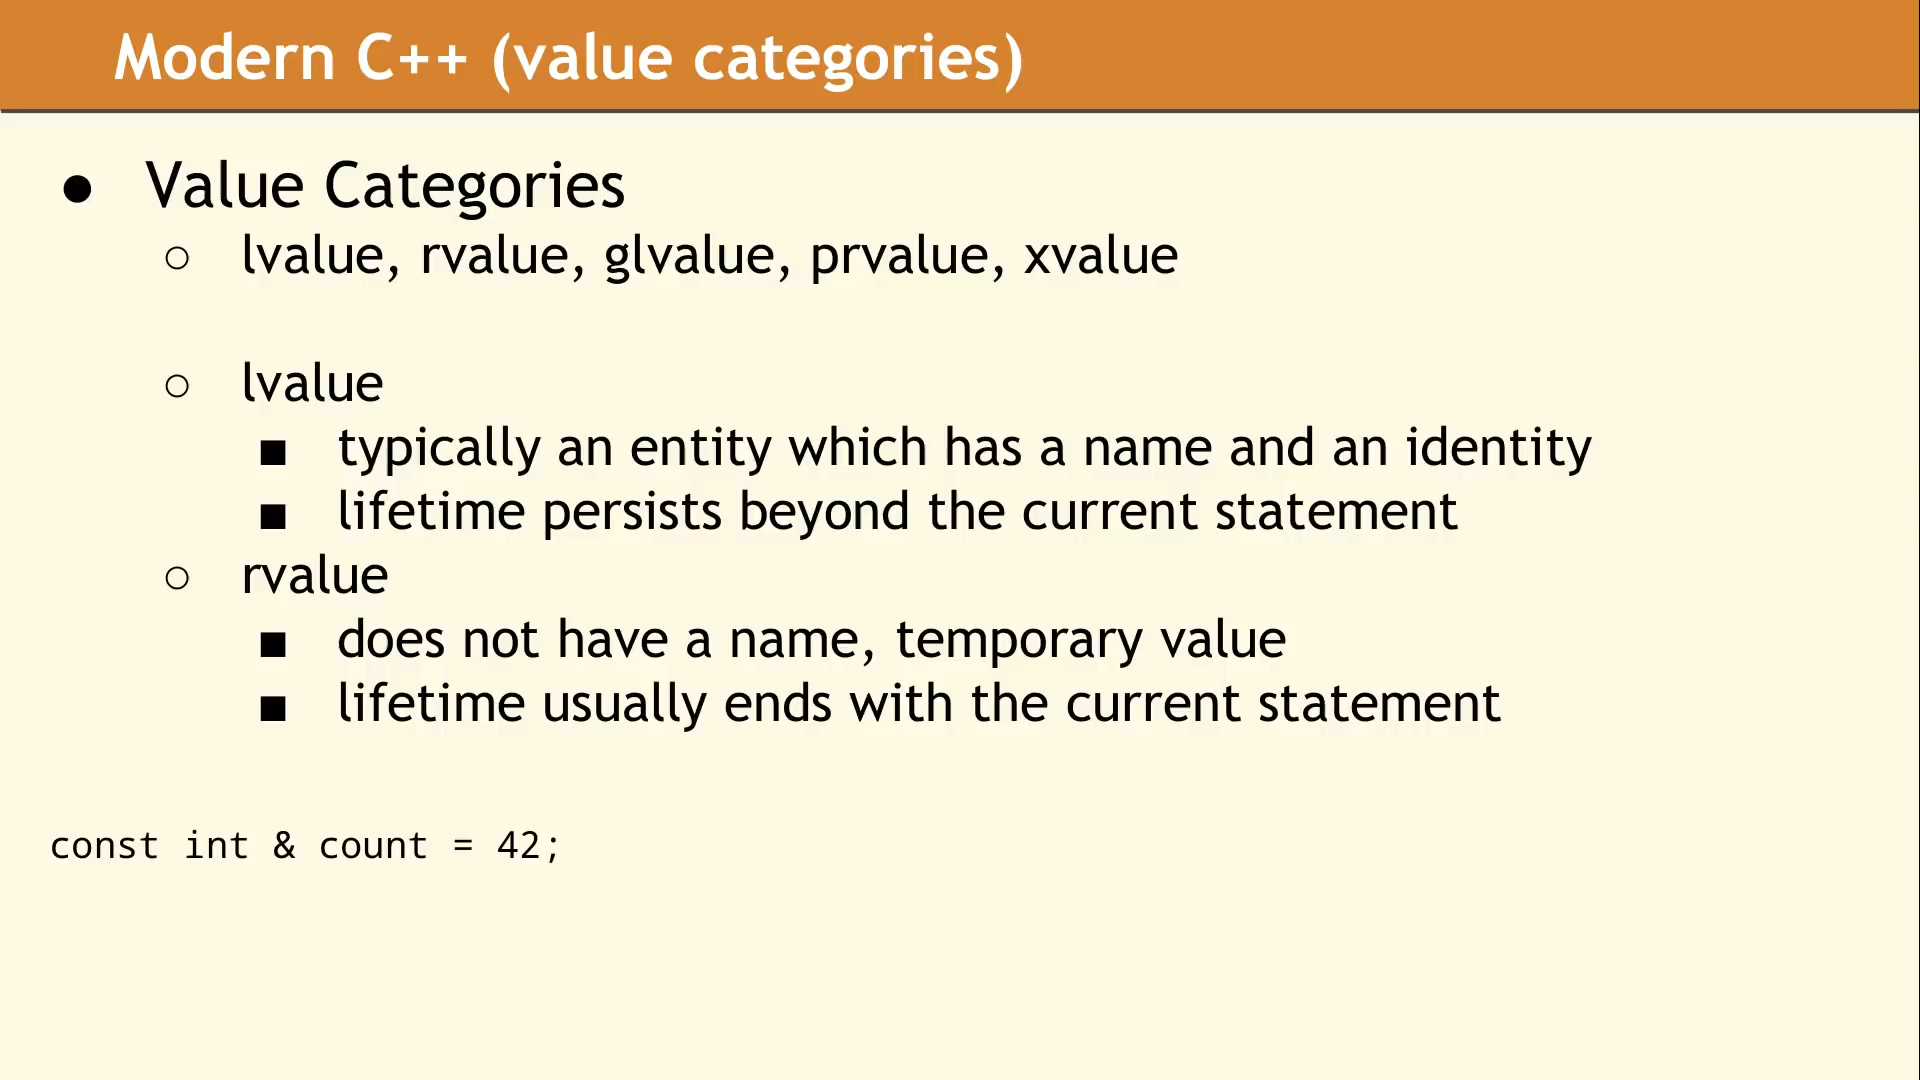 Modern C++ (value categories)
● Value Categories
○ lvalue, rvalue, glvalue, prvalue, xvalue
○ lvalue
■ typically an entity which has a name and an identity
■ lifetime persists beyond the current statement
○ rvalue
■ does not have a name, temporary value
■ lifetime usually ends with the current statement
const int & count = 42;